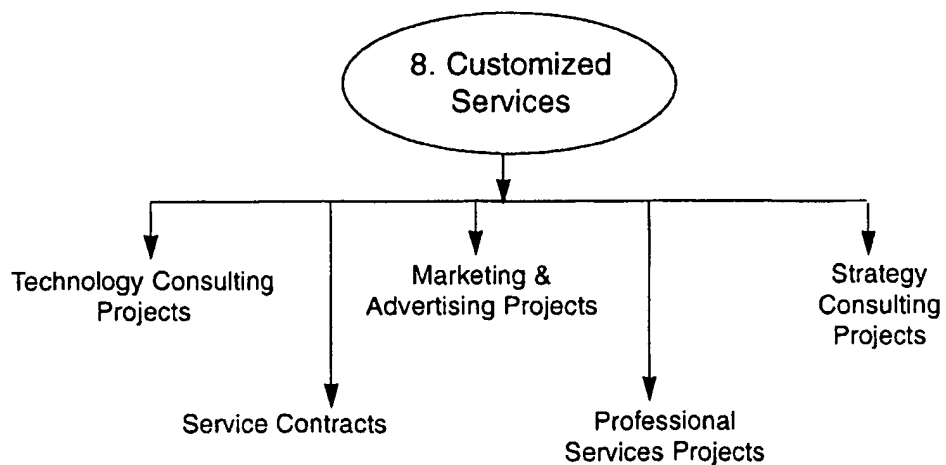 8. Customized
Services
Technology Consulting
Projects
Marketing &
Advertising Projects
Strategy
Consulting
Projects
Service Contracts
Professional
Services Projects